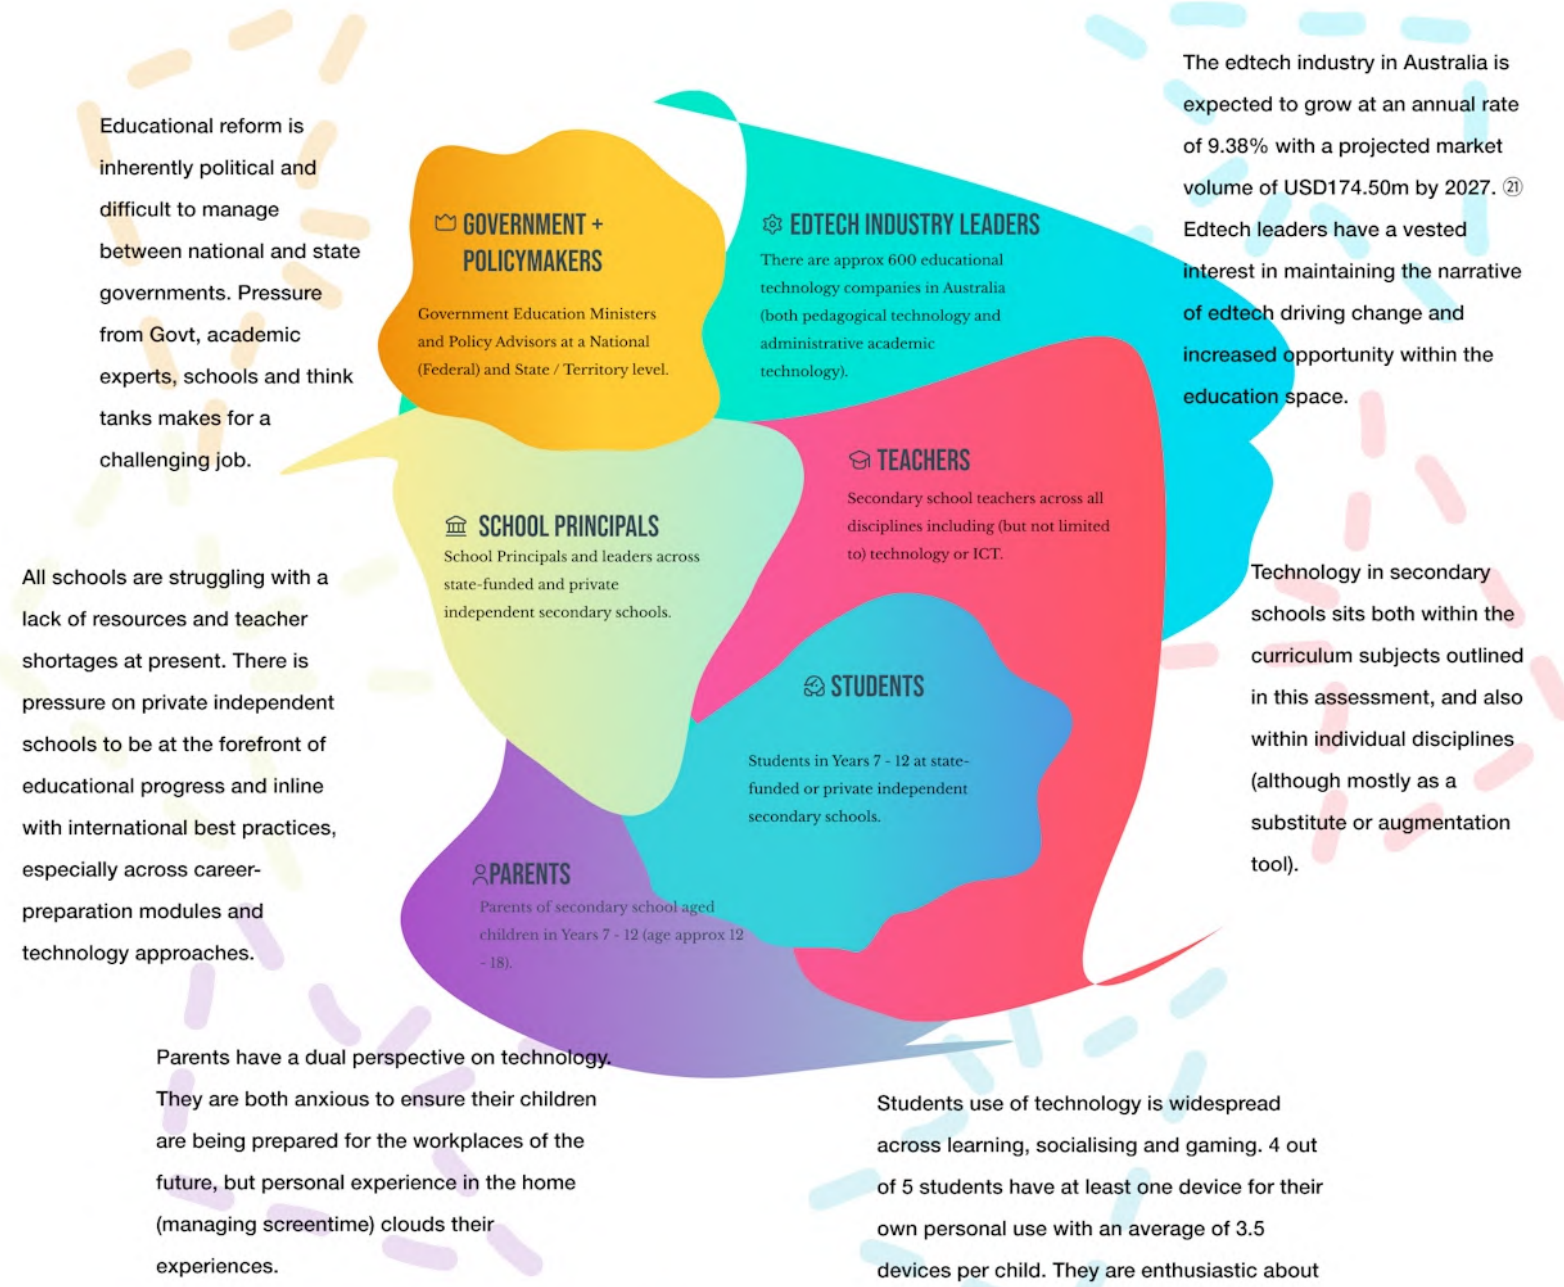 Educational reform is
inherently political and
difficult to manage
between national and state
governments. Pressure
from Govt, academic
experts, schools and think
tanks makes for a
challenging job.
GOVERNMENT +
POLICYMAKERS
Government Education Ministers
and Policy Advisors at a National
(Federal) and State / Territory level.
EDTECH INDUSTRY LEADERS
There are approx 600 educational
technology companies in Australia
(both pedagogical technology and
administrative academic
technology).
The edtech industry in Australia is
expected to grow at an annual rate
of 9.38% with a projected market
volume of USD174.50m by 2027. ㉑
Edtech leaders have a vested
interest in maintaining the narrative
of edtech driving change and
increased opportunity within the
education space.
All schools are struggling with a
lack of resources and teacher
shortages at present. There is
pressure on private independent
schools to be at the forefront of
educational progress and inline
with international best practices,
especially across career-
preparation modules and
technology approaches.
SCHOOL PRINCIPALS
School Principals and leaders across
state-funded and private
independent secondary schools.
TEACHERS
Secondary school teachers across all
disciplines including (but not limited
to) technology or ICT.
Technology in secondary
schools sits both within the
curriculum subjects outlined
in this assessment, and also
within individual disciplines
(although mostly as a
substitute or augmentation
tool).
STUDENTS
Students in Years 7 - 12 at state-
funded or private independent
secondary schools.
PARENTS
Parents of secondary school aged
children in Years 7 - 12 (age approx 12
- 18).
Parents have a dual perspective on technology.
They are both anxious to ensure their children
are being prepared for the workplaces of the
future, but personal experience in the home
(managing screentime) clouds their
experiences.
Students use of technology is widespread
across learning, socialising and gaming. 4 out
of 5 students have at least one device for their
own personal use with an average of 3.5
devices per child. They are enthusiastic about